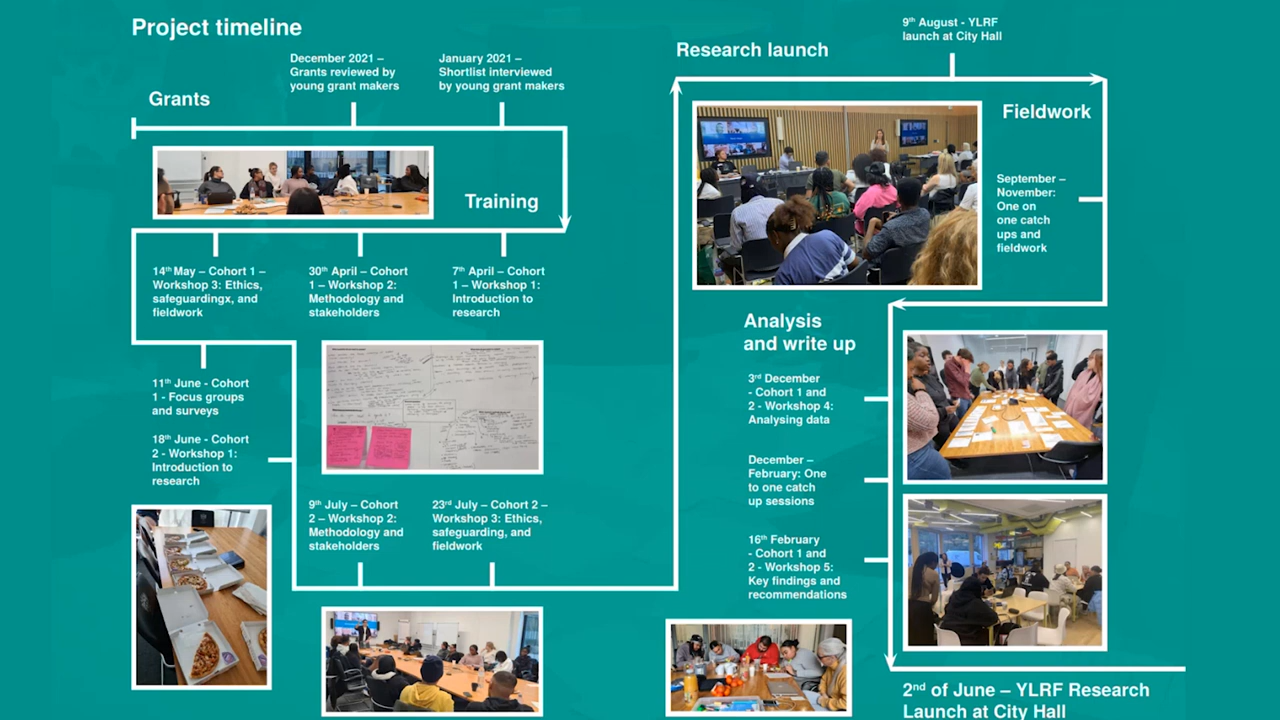 Project timeline
December 2021 –
Grants reviewed by
young grant makers
January 2021 –
Shortlist interviewed
by young grant makers
Grants
Training
14th May – Cohort 1 –
Workshop 3: Ethics,
safeguardingx, and
fieldwork
30th April – Cohort
1 – Workshop 2:
Methodology and
stakeholders
7th April – Cohort
1 – Workshop 1:
Introduction to
research
11th June - Cohort
1 - Focus groups
and surveys
18th June - Cohort
2 - Workshop 1:
Introduction to
research
9th July – Cohort
2 – Workshop 2:
Methodology and
stakeholders
23rd July – Cohort 2 –
Workshop 3: Ethics,
safeguarding, and
fieldwork
Research launch
9th August - YLRF
launch at City Hall
Fieldwork
September –
November:
One on
one catch
ups and
fieldwork
Analysis
and write up
3rd December
- Cohort 1 and
2 - Workshop 4:
Analysing data
December –
February: One
to one catch
up sessions
16th February
- Cohort 1 and
2 - Workshop 5:
Key findings and
recommendations
2nd of June – YLRF Research
Launch at City Hall